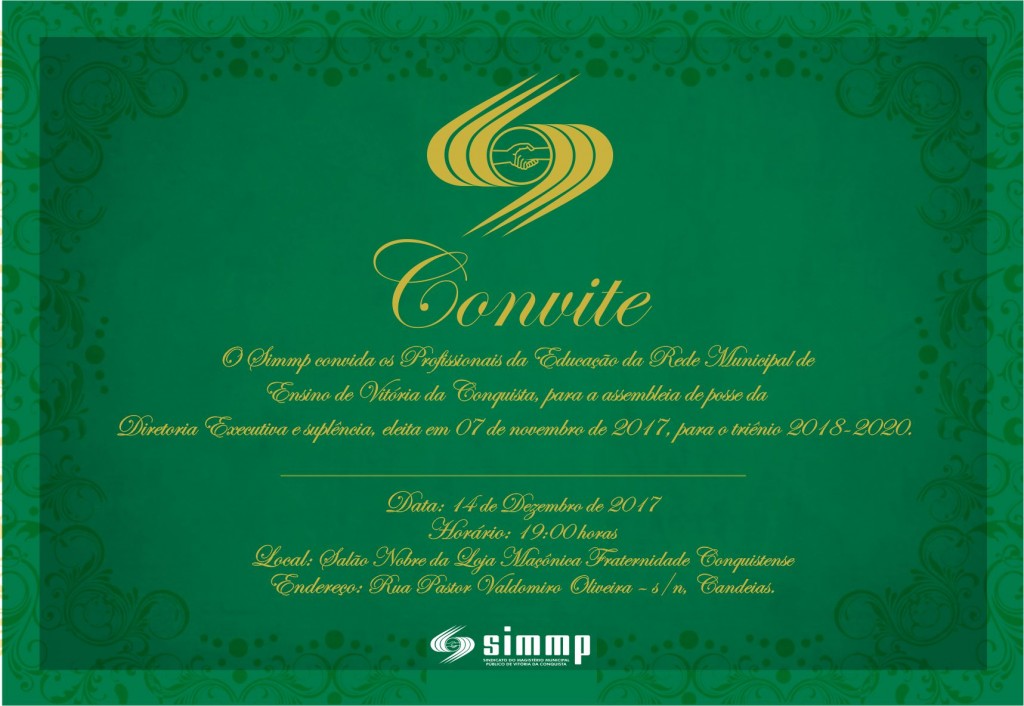 Convite
O Simmp convida os Profissionais da Educação da Rede Municipal de
Ensino de Vitória da Conquista, para a assembleia de posse da
Diretoria Executiva e suplência, eleita em 07 de novembro de 2017, para o triênio 2018-2020.
Data: 14 de Dezembro de 2017
Horário: 19:00 horas
Local: Salão Nobre da Loja Maçônica Fraternidade Conquistense
Endereço: Rua Pastor Valdomiro Oliveira - s/n, Candeias.
simmp
SINDICATO DO MAGISTÉRIO MUNICIPAL
PÚBLICO DE VITÓRIA DA CONQUISTA